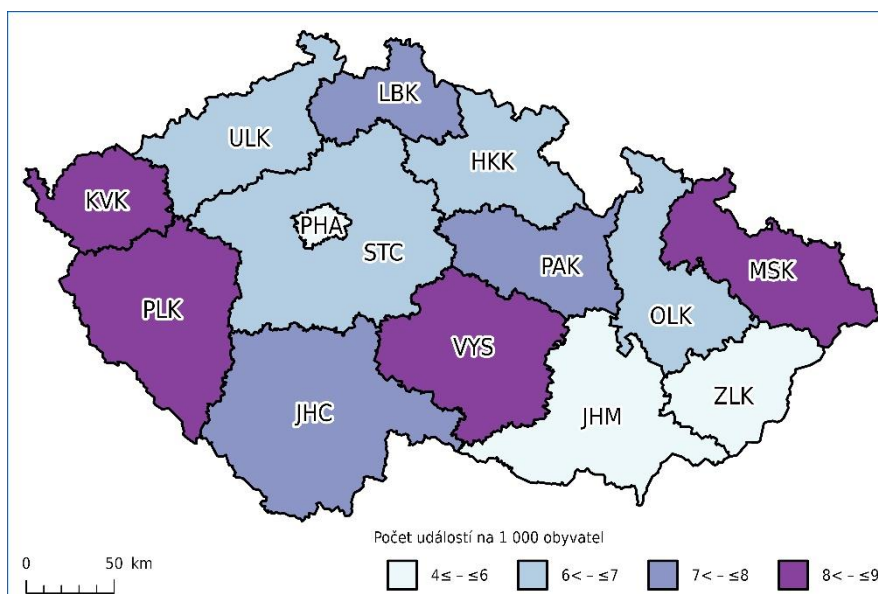 LBK
ULK
HKK
KVK
PHA
STC
PAK
MSK
PLK
OLK
VYS
ZLK
JHC
JHM
Počet událostí na 1 000 obyvatel
0 50 km
4≤ – ≤6 6< – ≤7 7< – ≤8 8< – ≤9